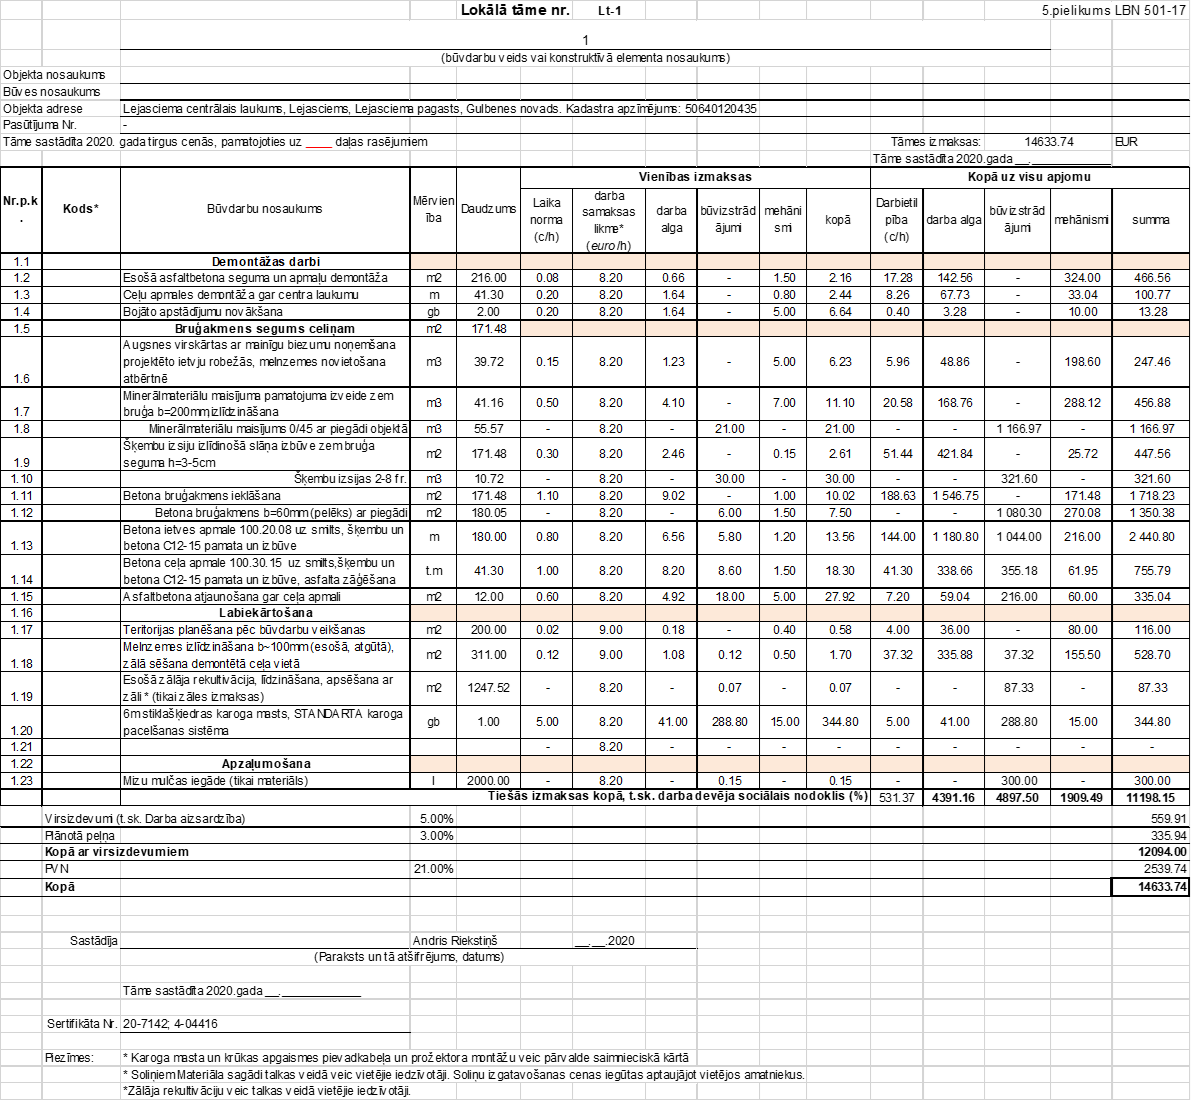 Lokālā tāme nr. Lt-1 5.pielikums LBN 501-17
1
(būvdarbu veids vai konstruktīvā elementa nosaukums)
Objekta nosaukums
Būves nosaukums
Objekta adrese Lejasciema centrālais laukums, Lejasciems, Lejasciema pagasts, Gulbenes novads. Kadastra apzīmējums: 50640120435
Pasūtījuma Nr. -
Tāme sastādīta 2020. gada tirgus cenās, pamatojoties uz ____ daļas rasējumiem Tāmes izmaksas: 14633.74 EUR
Tāme sastādīta 2020.gada __.____________
Nr.p.k. Kods* Būvdarbu nosaukums Mērvienība Daudzums Vienības izmaksas Kopā uz visu apjomu
Laika norma (c/h) darba samaksas likme* (euro/h) darba alga būvizstrādājumi mehānismi kopā Darbietilpība (c/h) darba alga būvizstrādājumi mehānismi summa
1.1 Demontāžas darbi
1.2 Esošā asfaltbetona seguma un apmaļu demontāža m2 216.00 0.08 8.20 0.66 - 1.50 2.16 17.28 142.56 - 324.00 466.56
1.3 Ceļu apmales demontāža gar centra laukumu m 41.30 0.20 8.20 1.64 - 0.80 2.44 8.26 67.73 - 33.04 100.77
1.4 Bojāto apstādījumu novākšana gb 2.00 0.20 8.20 1.64 - 5.00 6.64 0.40 3.28 - 10.00 13.28
1.5 Bruģakmens segums celiņam m2 171.48
Augsnes virskārtas ar mainīgu biezumu noņemšana
projektēto ietvju robežās, melnzemes novietošana
1.6 atbērtnē m3 39.72 0.15 8.20 1.23 - 5.00 6.23 5.96 48.86 - 198.60 247.46
Minerālmateriālu maisījuma pamatojuma izveide zem
1.7 bruģa b=200mm,izlīdzināšana m3 41.16 0.50 8.20 4.10 - 7.00 11.10 20.58 168.76 - 288.12 456.88
1.8 Minerālmateriālu maisījums 0/45 ar piegādi objektā m3 55.57 - 8.20 - 21.00 - 21.00 - - 1 166.97 - 1 166.97
Šķembu izsiju izlīdinošā slāņa izbūve zem bruģa
1.9 seguma h=3-5cm m2 171.48 0.30 8.20 2.46 - 0.15 2.61 51.44 421.84 - 25.72 447.56
1.10 Šķembu izsijas 2-8 fr. m3 10.72 - 8.20 - 30.00 - 30.00 - - 321.60 - 321.60
1.11 Betona bruģakmens ieklāšana m2 171.48 1.10 8.20 9.02 - 1.00 10.02 188.63 1 546.75 - 171.48 1 718.23
1.12 Betona bruģakmens b=60mm (pelēks) ar piegādi m2 180.05 - 8.20 - 6.00 1.50 7.50 - - 1 080.30 270.08 1 350.38
Betona ietves apmale 100.20.08 uz smilts, šķembu un
1.13 betona C12-15 pamata un izbūve m 180.00 0.80 8.20 6.56 5.80 1.20 13.56 144.00 1 180.80 1 044.00 216.00 2 440.80
Betona ceļa apmale 100.30.15 uz smilts,šķembu un
1.14 betona C12-15 pamata un izbūve, asfalta zāģēšana t.m 41.30 1.00 8.20 8.20 8.60 1.50 18.30 41.30 338.66 355.18 61.95 755.79
1.15 Asfaltbetona atjaunošana gar ceļa apmali m2 12.00 0.60 8.20 4.92 18.00 5.00 27.92 7.20 59.04 216.00 60.00 335.04
1.16 Labiekārtošana
1.17 Teritorijas planēšana pēc būvdarbu veikšanas m2 200.00 0.02 9.00 0.18 - 0.40 0.58 4.00 36.00 - 80.00 116.00
Melnzemes izlīdzināšana b~100mm (esošā, atgūtā),
1.18 zālā sēšana demontētā ceļa vietā m2 311.00 0.12 9.00 1.08 0.12 0.50 1.70 37.32 335.88 37.32 155.50 528.70
Esošā zālāja rekultivācija, līdzināšana, apsēšana ar
1.19 zāli * (tikai zāles izmaksas) m2 1247.52 - 8.20 - 0.07 - 0.07 - - 87.33 - 87.33
6m stiklašķiedras karoga masts, STANDARTA karoga
1.20 pacelšanas sistēma gb 1.00 5.00 8.20 41.00 288.80 15.00 344.80 5.00 41.00 288.80 15.00 344.80
1.21 - 8.20 - - - - - - - - -
1.22 Apzaļumošana
1.23 Mizu mulčas iegāde (tikai materiāls) l 2000.00 - 8.20 - 0.15 - 0.15 - - 300.00 - 300.00
Tiešās izmaksas kopā, t.sk. darba devēja sociālais nodoklis (%) 531.37 4391.16 4897.50 1909.49 11198.15
Virsizdevumi (t.sk. Darba aizsardzība) 5.00% 559.91
Plānotā peļņa 3.00% 335.94
Kopā ar virsizdevumiem 12094.00
PVN 21.00% 2539.74
Kopā 14633.74
Sastādīja Andris Riekstiņš __.__.2020
(Paraksts un tā atšifrējums, datums)
Tāme sastādīta 2020.gada __.____________
Sertifikāta Nr. 20-7142; 4-04416
Piezīmes: * Karoga masta un krūkas apgaismes pievadkabeļa un prožektora montāžu veic pārvalde saimnieciskā kārtā
* Soliņiem Materiāla sagādi talkas veidā veic vietējie iedzīvotāji. Soliņu izgatavošanas cenas iegūtas aptaujājot vietējos amatniekus.
*Zālāja rekultivāciju veic talkas veidā vietējie iedzīvotāji.